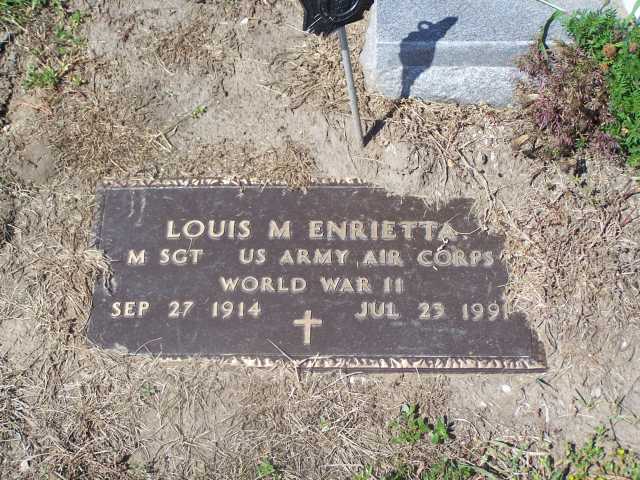 LOUIS M ENRIETTA
M SGT US ARMY AIR CORPS
WORLD WAR II
SEP 27 1914 JUL 23 1991